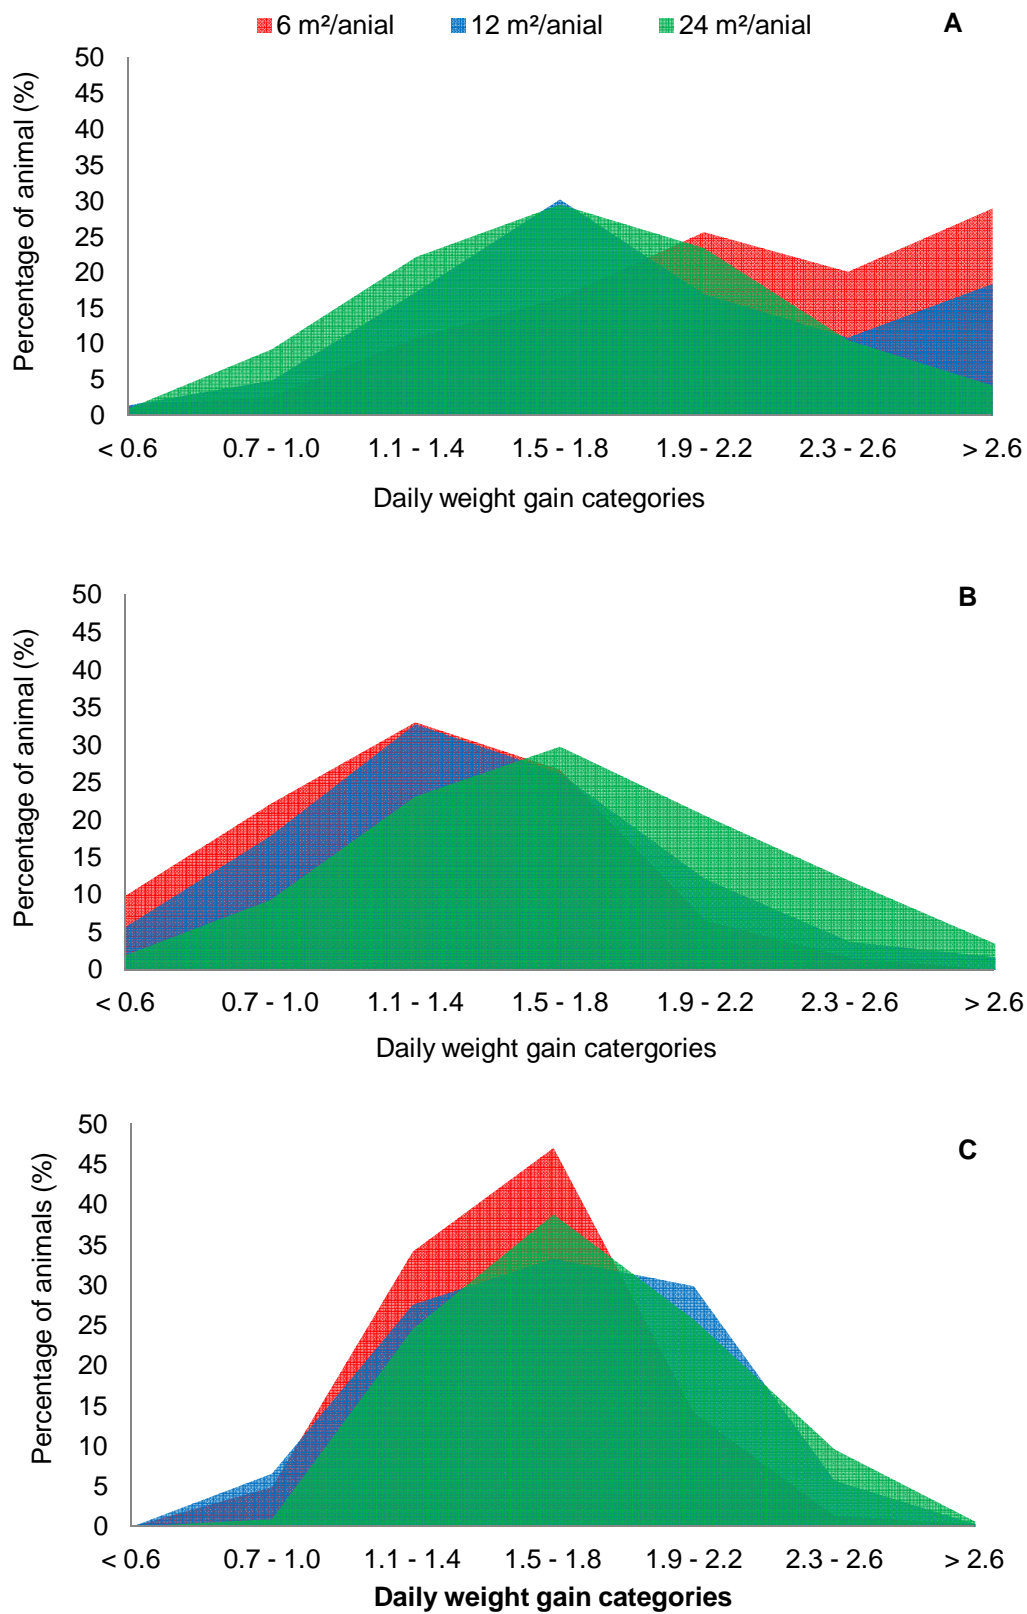 6 m²/anial 12 m²/anial 24 m²/anial A
Percentage of animal (%)
50
45
40
35
30
25
20
15
10
5
0
< 0.6 0.7 - 1.0 1.1 - 1.4 1.5 - 1.8 1.9 - 2.2 2.3 - 2.6 > 2.6
Daily weight gain categories
B
Percentage of animal (%)
50
45
40
35
30
25
20
15
10
5
0
< 0.6 0.7 - 1.0 1.1 - 1.4 1.5 - 1.8 1.9 - 2.2 2.3 - 2.6 > 2.6
Daily weight gain catergories
C
Percentage of animals (%)
50
45
40
35
30
25
20
15
10
5
0
< 0.6 0.7 - 1.0 1.1 - 1.4 1.5 - 1.8 1.9 - 2.2 2.3 - 2.6 > 2.6
Daily weight gain categories